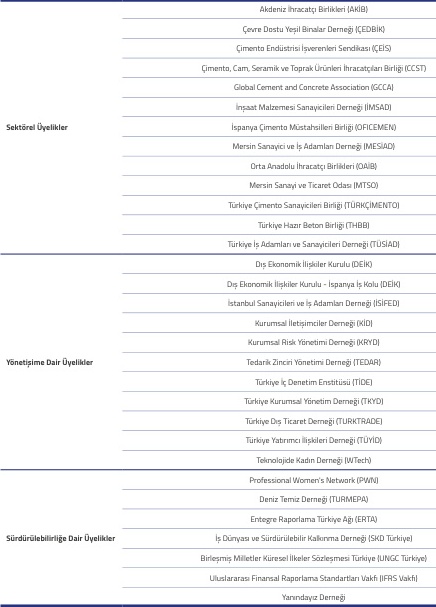 Akdeniz İhracatçı Birlikleri (AKİB)
Çevre Dostu Yeşil Binalar Derneği (ÇEDBİK)
Çimento Endüstrisi İşverenleri Sendikası (ÇEİS)
Çimento, Cam, Seramik ve Toprak Ürünleri İhracatçıları Birliği (CCST)
Global Cement and Concrete Association (GCCA)
İnşaat Malzemesi Sanayicileri Derneği (İMSAD)
Sektörel Üyelikler
İspanya Çimento Müstahsilleri Birliği (OFICEMEN)
Mersin Sanayici ve İş Adamları Derneği (MESİAD)
Orta Anadolu İhracatçı Birlikleri (OAİB)
Mersin Sanayi ve Ticaret Odası (MTSO)
Türkiye Çimento Sanayicileri Birliği (TÜRKÇİMENTO)
Türkiye Hazır Beton Birliği (THBB)
Türkiye İş Adamları ve Sanayicileri Derneği (TÜSİAD)
Dış Ekonomik İlişkiler Kurulu (DEİK)
Dış Ekonomik İlişkiler Kurulu - İspanya İş Kolu (DEİK)
İstanbul Sanayicileri ve İş Adamları Derneği (İSİFED)
Kurumsal İletişimciler Derneği (KİD)
Kurumsal Risk Yönetimi Derneği (KRYD)
Yönetişime Dair Üyelikler
Tedarik Zinciri Yönetimi Derneği (TEDAR)
Türkiye İç Denetim Enstitüsü (TİDE)
Türkiye Kurumsal Yönetim Derneği (TKYD)
Türkiye Dış Ticaret Derneği (TURKTRADE)
Türkiye Yatırımcı İlişkileri Derneği (TÜYİD)
Teknolojide Kadın Derneği (WTech)
Professional Women's Network (PWN)
Deniz Temiz Derneği (TURMEPA)
Entegre Raporlama Türkiye Ağı (ERTA)
Sürdürülebilirliğe Dair Üyelikler
İş Dünyası ve Sürdürülebilir Kalkınma Derneği (SKD Türkiye)
Birleşmiş Milletler Küresel İlkeler Sözleşmesi Türkiye (UNGC Türkiye)
Uluslararası Finansal Raporlama Standartları Vakfı (IFRS Vakfı)
Yanındayız Derneği